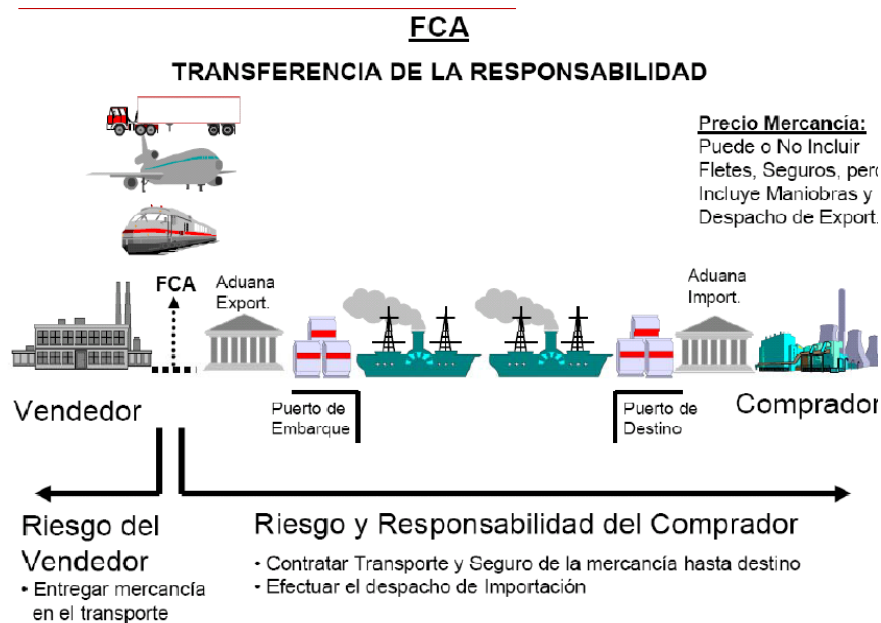 FCA
TRANSFERENCIA DE LA RESPONSABILIDAD
Precio Mercancía:
Puede o No Incluir
Fletes, Seguros,
Incluye Maniobras y
Despacho de Export.
FCA
Aduana
Export.
Aduana
Import.
Vendedor
Puerto de
Embarque
Puerto de
Destino
Comprador
Riesgo del
Vendedor
• Entregar mercancía
en el transporte
Riesgo y Responsabilidad del Comprador
• Contratar Transporte y Seguro de la mercancía hasta destino
• Efectuar el despacho de Importación